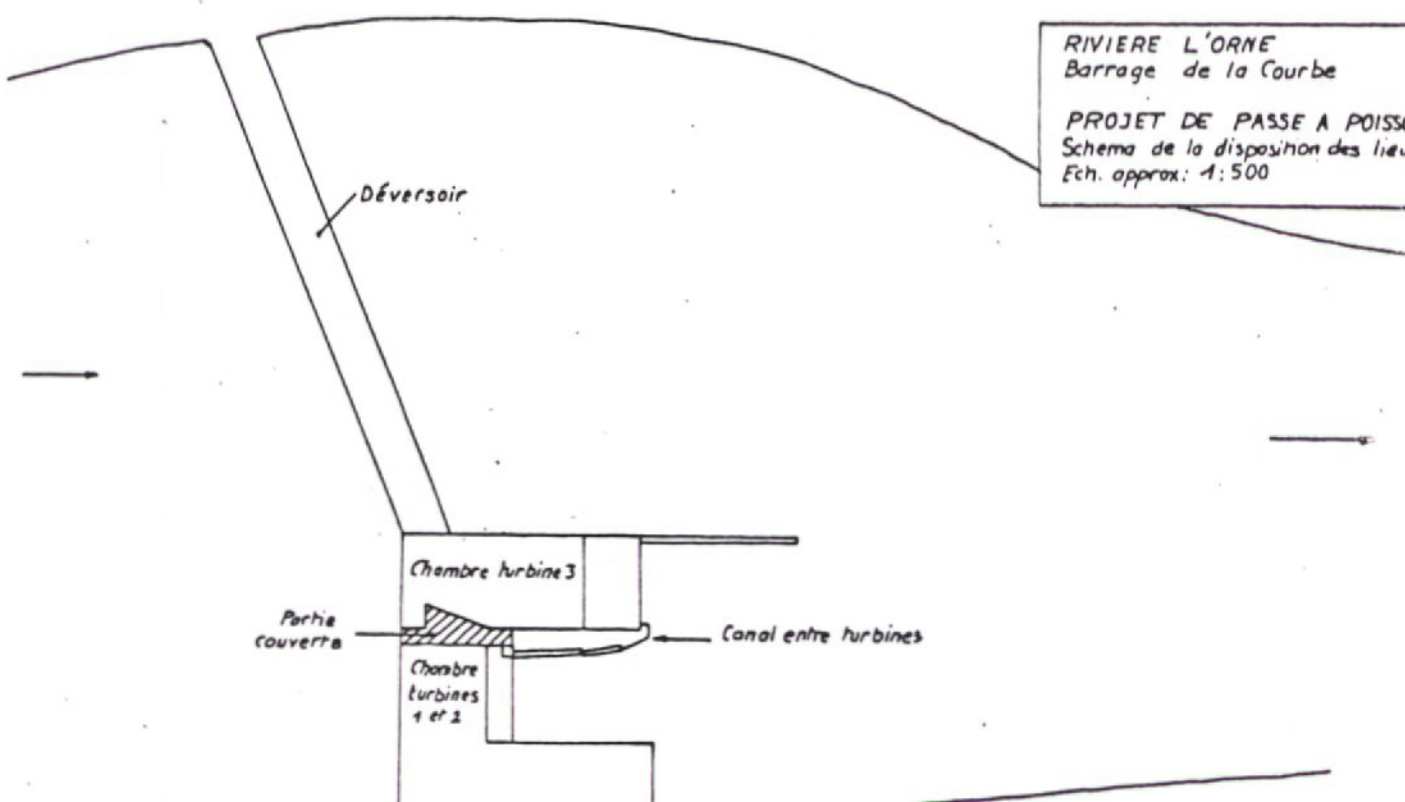 RIVIERE L'ORNE
Barrage de la Courbe
PROJET DE PASSE A
Schema de la disposition des
Ech. approx: 1:500
Déversoir
Chambre turbine 3
Partie
couverte
Canal entre turbines
Chambre
turbines
1 et 2